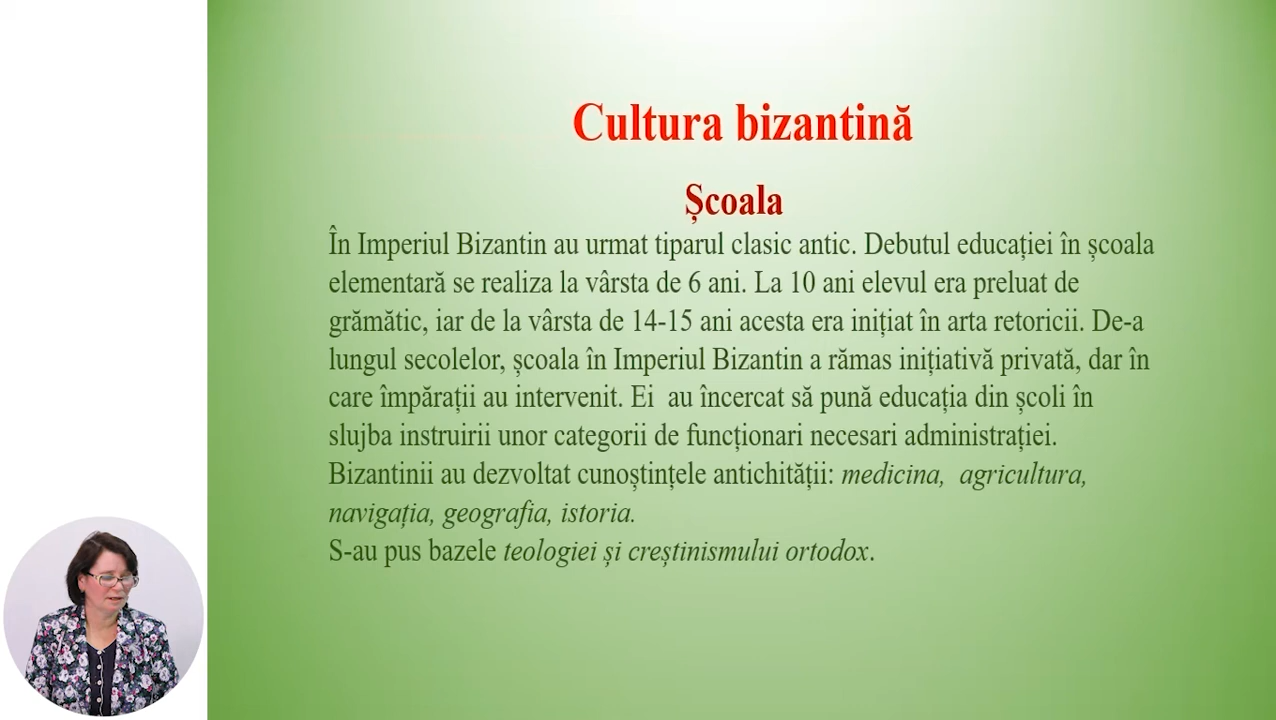 Cultura bizantină
Școala
În Imperiul Bizantin au urmat tiparul clasic antic. Debutul educației în școala
elementară se realiza la vârsta de 6 ani. La 10 ani elevul era preluat de
grămătic, iar de la vârsta de 14-15 ani acesta era inițiat în arta retoricii. De-a
lungul secolelor, școala în Imperiul Bizantin a rămas inițiativă privată, dar în
care împărații au intervenit. Ei au încercat să pună educația din școli în
slujba instruirii unor categorii de funcționari necesari administrației.
Bizantinii au dezvoltat cunoștințele antichității: medicina, agricultura,
navigația, geografia, istoria.
S-au pus bazele teologiei și creștinismului ortodox.